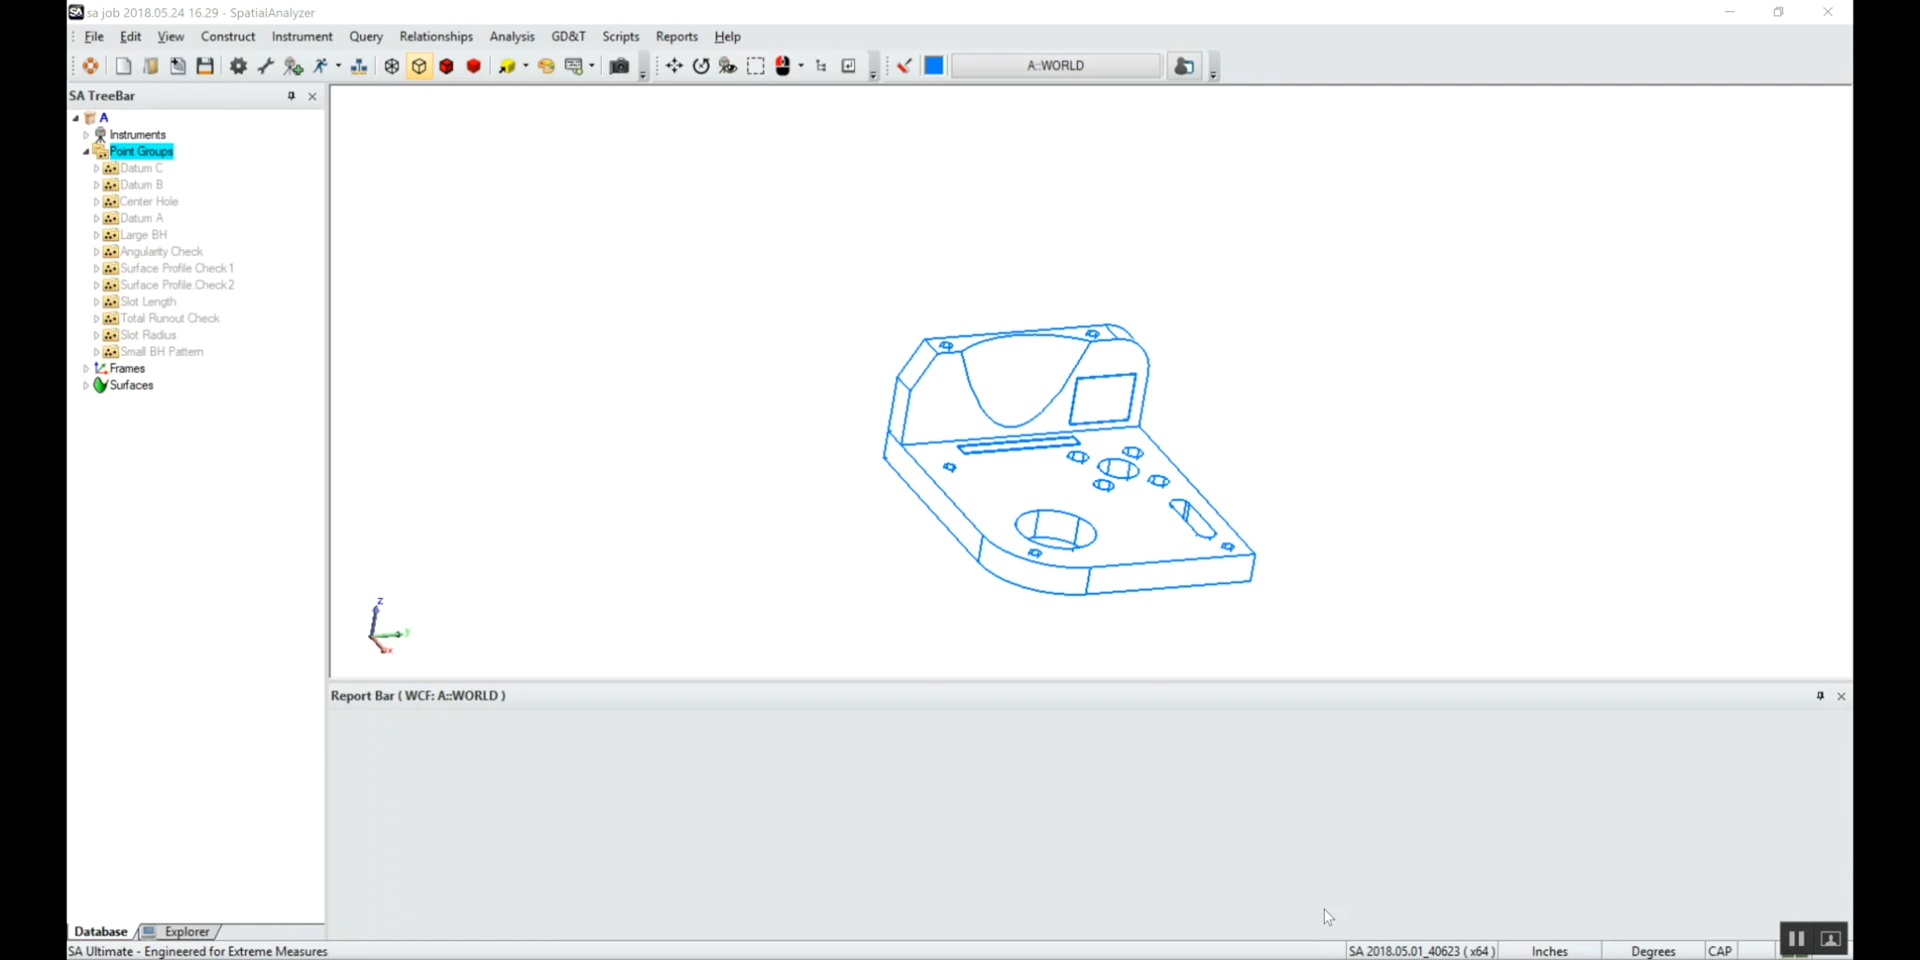 SA sa job 2018.05.24 16.29 - SpatialAnalyzer
File Edit View Construct Instrument Query Relationships Analysis GD&T Scripts Reports Help
A::WORLD
SA TreeBar
A
Instruments
Point Groups
Datum C
Datum B
Center Hole
Datum A
Large BH
Angularity Check
Surface Profile Check1
Surface Profile Check2
Slot Length
Total Runout Check
Slot Radius
Small BH Pattern
Frames
Surfaces
z
y
x
Report Bar ( WCF: A::WORLD )
Database Explorer
SA Ultimate - Engineered for Extreme Measures
SA 2018.05.01_40623 ( x64 ) Inches Degrees CAP